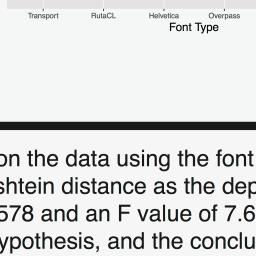 Transport RutaCL Helvetica Overpass
Font Type
on the data using the font
shtein distance as the dep
578 and an F value of 7.6
ypothesis, and the conclu